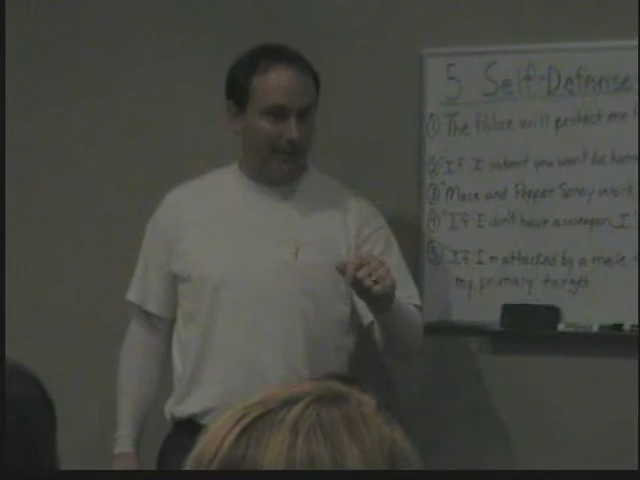 5 Self-Defense
① The Police will protect me
② "If I submit you won't be
③ Mace and Pepper Spray work
④ "If I don't have a weapon I
⑤ "If I'm attacked by a male,
my primary target